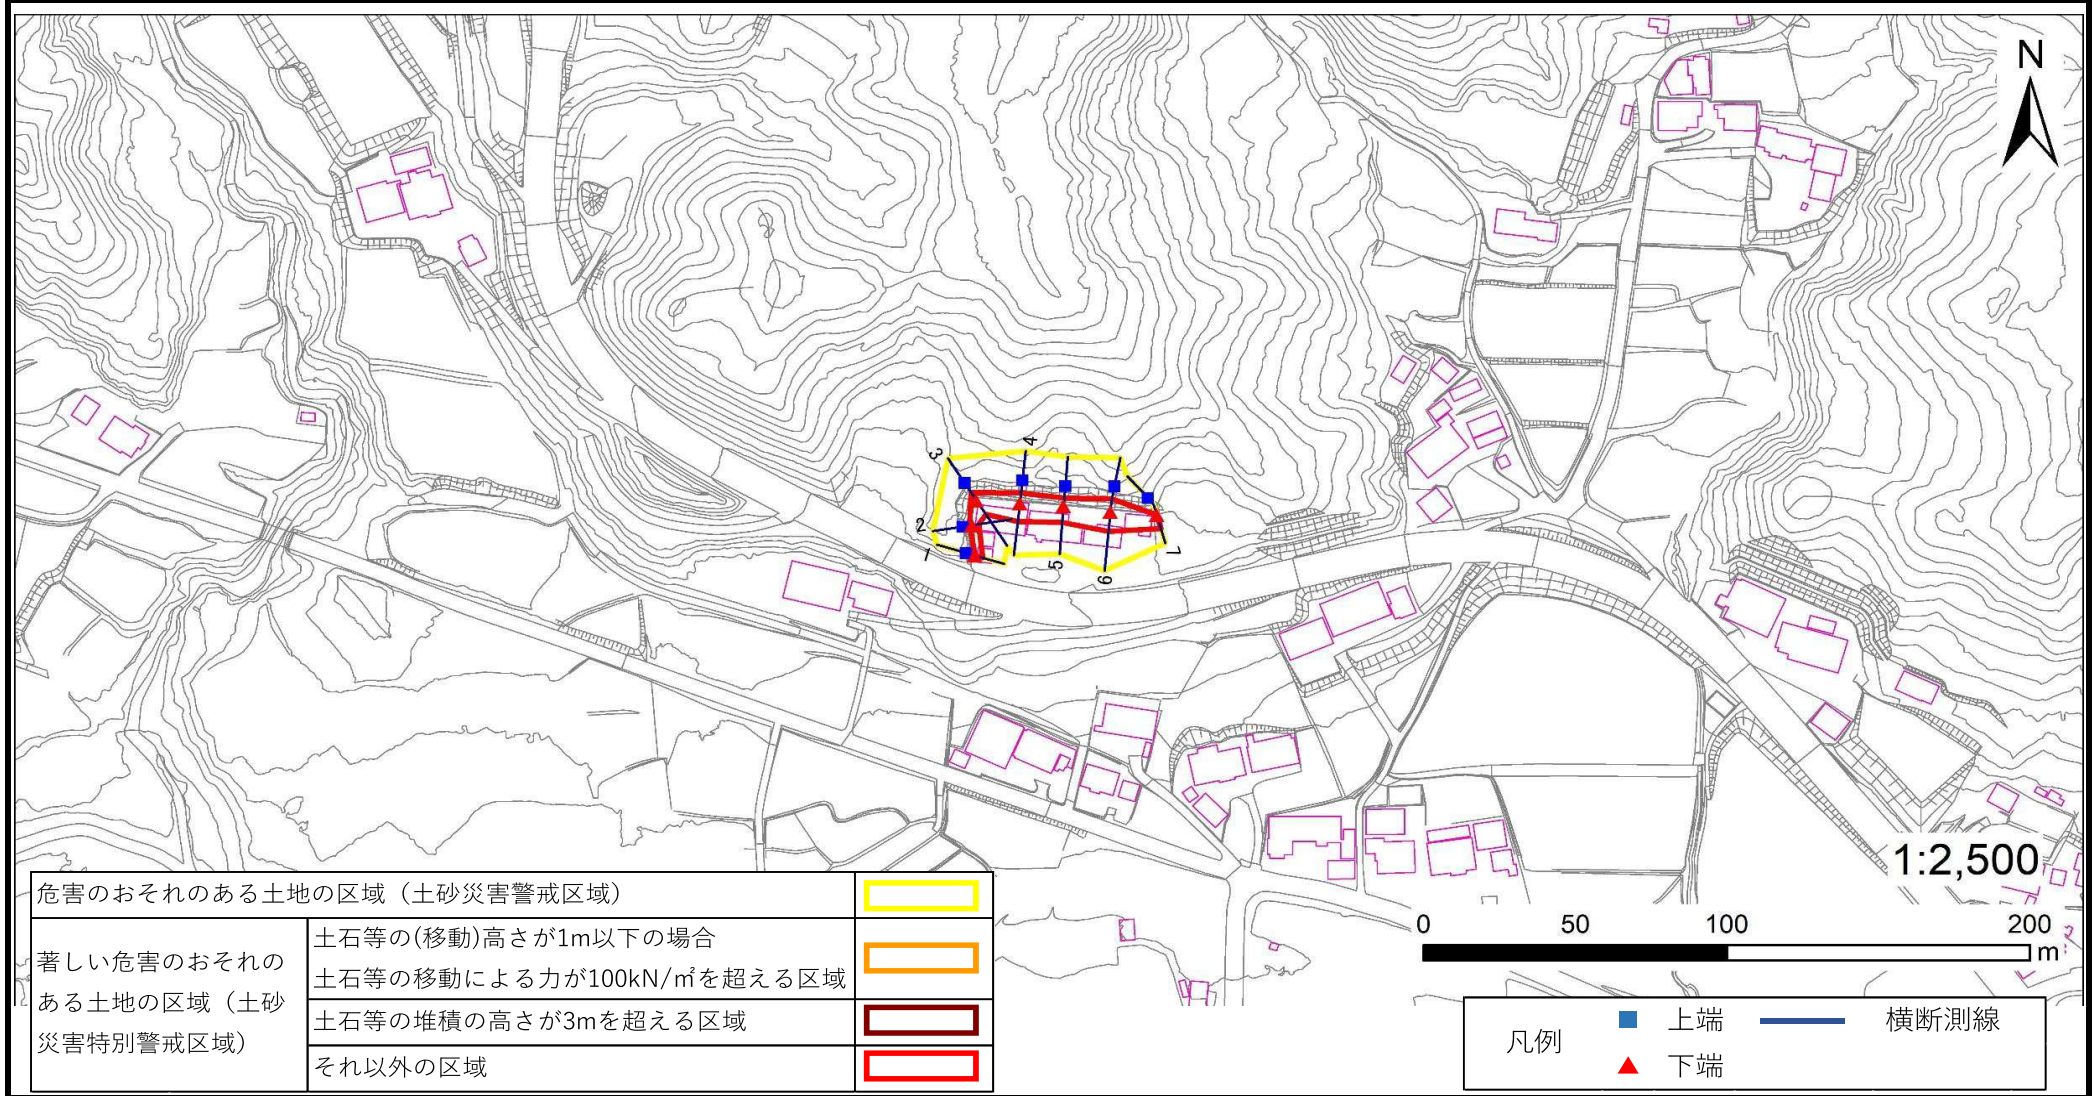 N
3
4
2
1
5
6
7
1:2,500
0 50 100 200
m
危害のおそれのある土地の区域（土砂災害警戒区域）
著しい危害のおそれの
ある土地の区域（土砂
災害特別警戒区域）
土石等の(移動)高さが1m以下の場合
土石等の移動による力が100kN/㎡を超える区域
土石等の堆積の高さが3mを超える区域
それ以外の区域
凡例
上端
横断測線
下端